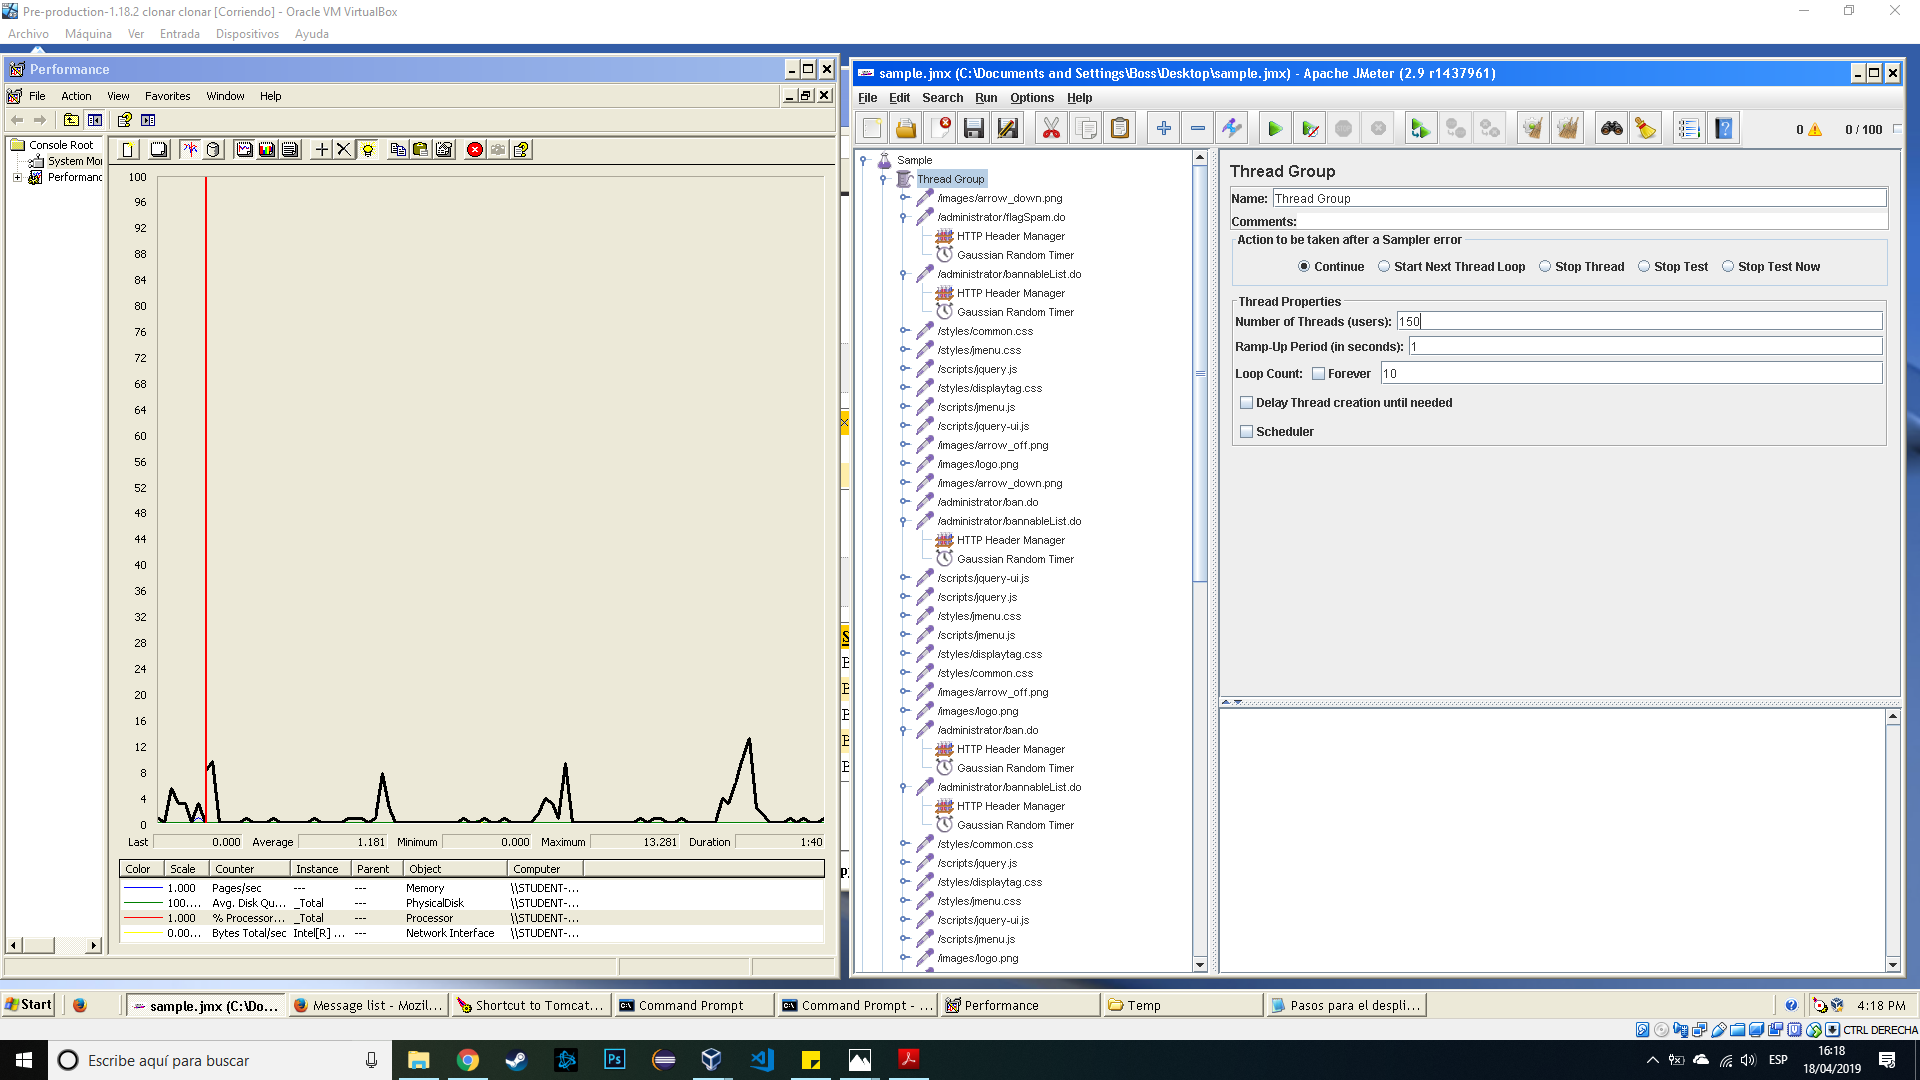 Pre-production-1.18.2 clonar clonar [Corriendo] - Oracle VM VirtualBox
Archivo Máquina Ver Entrada Dispositivos Ayuda
Performance
File Action View Favorites Window Help
Console Root
System Mo
Performanc
100
96
92
88
84
80
76
72
68
64
60
56
52
48
44
40
36
32
28
24
20
16
12
8
4
0
Last 0.000 Average 1.181 Minimum 0.000 Maximum 13.281 Duration 1:40
Color Scale Counter Instance Parent Object Computer
1.000 Pages/sec --- --- Memory \\STUDENT-...
100.... Avg. Disk Qu... _Total --- PhysicalDisk \\STUDENT-...
1.000 % Processor... _Total --- Processor \\STUDENT-...
0.00... Bytes Total/sec Intel[R] ... --- Network Interface \\STUDENT-...
sample.jmx (C:\Documents and Settings\Boss\Desktop\sample.jmx) - Apache JMeter (2.9 r1437961)
File Edit Search Run Options Help
0 0 / 100
Sample
Thread Group
/images/arrow_down.png
/administrator/flagSpam.do
HTTP Header Manager
Gaussian Random Timer
/administrator/bannableList.do
HTTP Header Manager
Gaussian Random Timer
/styles/common.css
/styles/jmenu.css
/scripts/jquery.js
/styles/displaytag.css
/scripts/jmenu.js
/scripts/jquery-ui.js
/images/arrow_off.png
/images/logo.png
/images/arrow_down.png
/administrator/ban.do
/administrator/bannableList.do
HTTP Header Manager
Gaussian Random Timer
/scripts/jquery-ui.js
/scripts/jquery.js
/styles/jmenu.css
/scripts/jmenu.js
/styles/displaytag.css
/styles/common.css
/images/arrow_off.png
/images/logo.png
/administrator/ban.do
HTTP Header Manager
Gaussian Random Timer
/administrator/bannableList.do
HTTP Header Manager
Gaussian Random Timer
/styles/common.css
/scripts/jquery.js
/styles/displaytag.css
/styles/jmenu.css
/scripts/jquery-ui.js
/scripts/jmenu.js
/images/logo.png
Thread Group
Name: Thread Group
Comments:
Action to be taken after a Sampler error
Continue Start Next Thread Loop Stop Thread Stop Test Stop Test Now
Thread Properties
Number of Threads (users): 150
Ramp-Up Period (in seconds): 1
Loop Count: Forever 10
Delay Thread creation until needed
Scheduler
Start sample.jmx (C:\Do... Message list - Mozil... Shortcut to Tomcat... Command Prompt Command Prompt - ... Performance Temp Pasos para el despli... 4:18 PM
CTRL DERECHA
Escribe aquí para buscar
Ps
ESP
16:18
18/04/2019